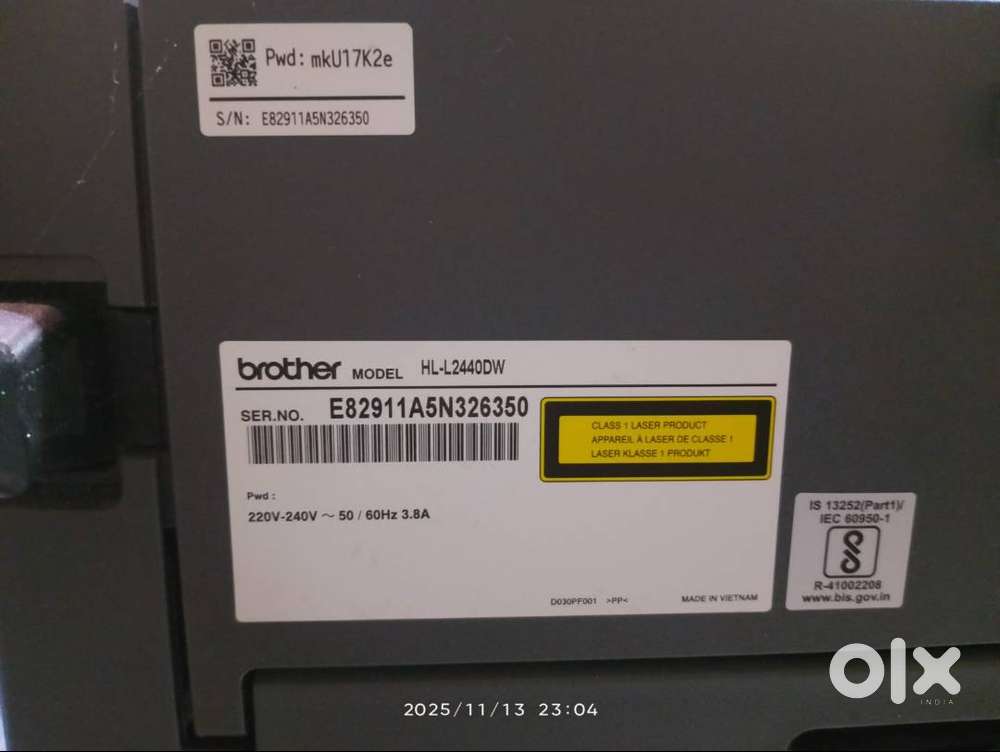 Pwd: mkU17K2e
S/N: E82911A5N326350
brother MODEL HL-L2440DW
SER.NO. E82911A5N326350
CLASS 1 LASER PRODUCT
APPAREIL À LASER DE CLASSE 1
LASER KLASSE 1 PRODUKT
Pwd :
220V-240V ~ 50 / 60Hz 3.8A
D030PF001 >PP< MADE IN VIETNAM
IS 13252(Part1)/
IEC 60950-1
R-41002208
www.bis.gov.in
olx
INDIA
2025/11/13 23:04